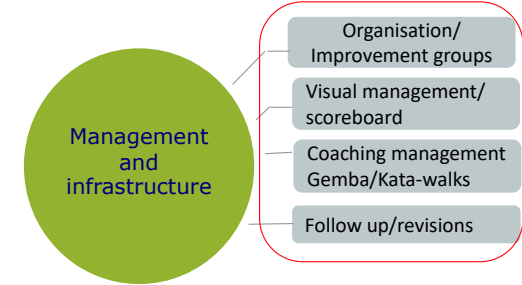 Management
and
infrastructure
Organisation/
Improvement groups
Visual management/
scoreboard
Coaching management
Gemba/Kata-walks
Follow up/revisions